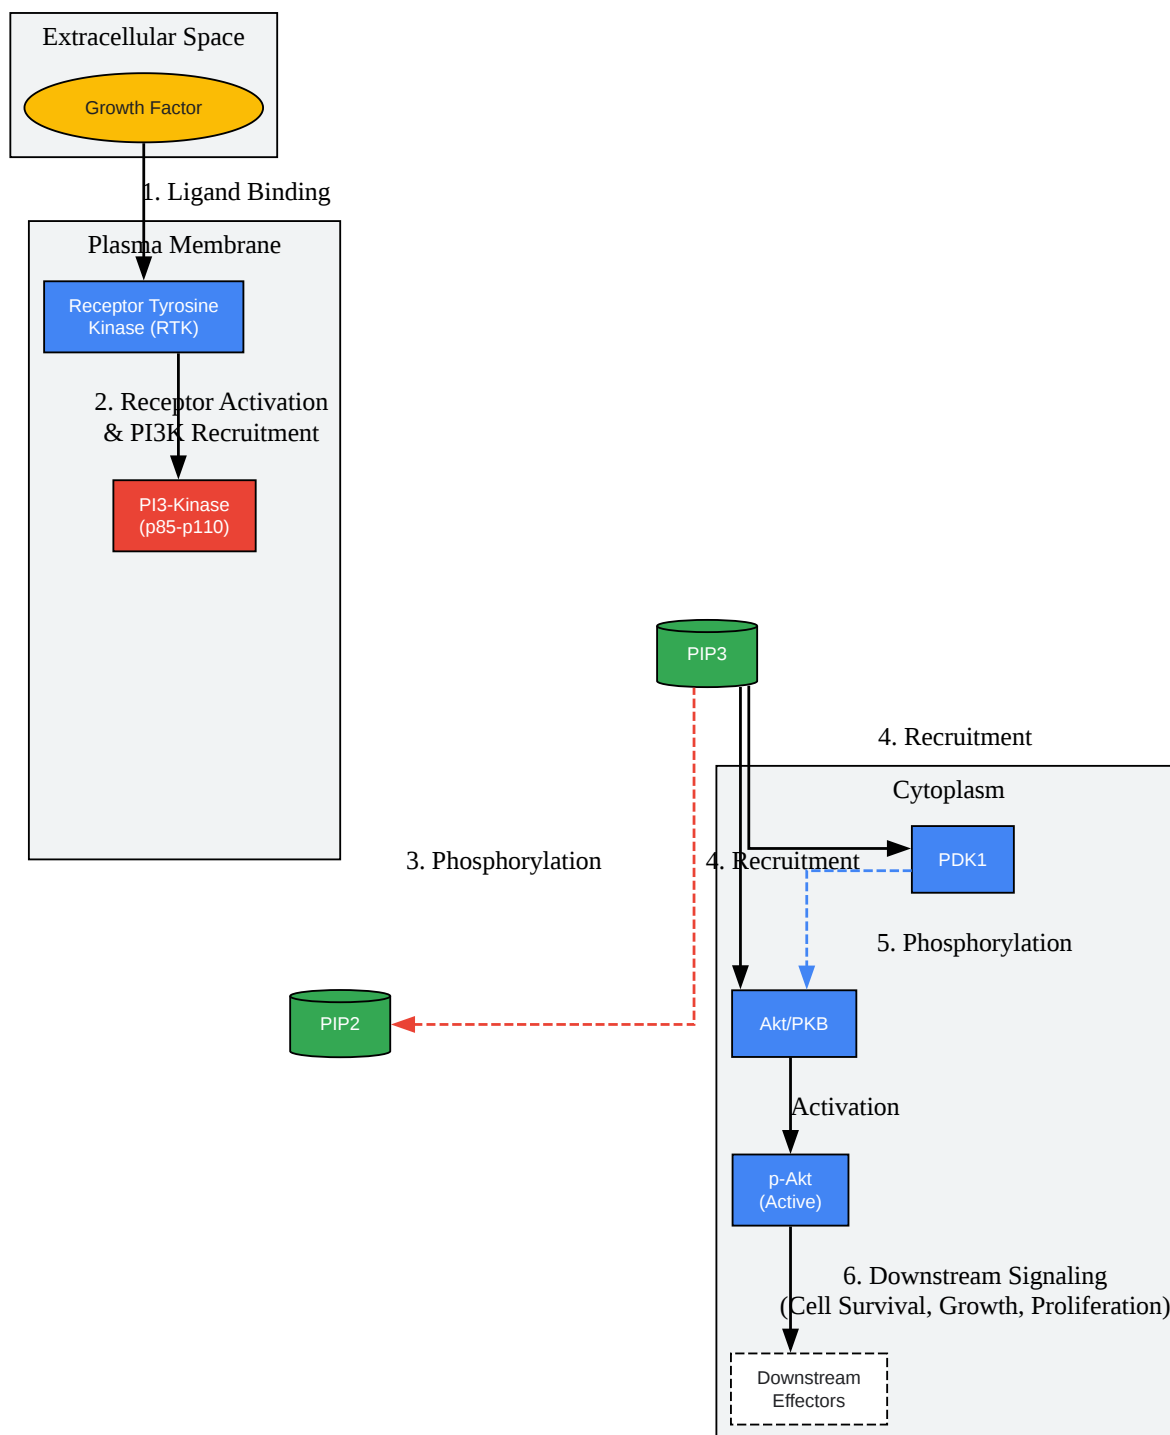 Extracellular Space
Growth Factor
1. Ligand Binding
Plasma Membrane
Receptor Tyrosine
Kinase (RTK)
2. Receptor Activation
& PI3K Recruitment
PI3-Kinase
(p85-p110)
PIP3
4. Recruitment
Cytoplasm
3. Phosphorylation
4. Recruitment
PDK1
5. Phosphorylation
PIP2
Akt/PKB
Activation
p-Akt
(Active)
6. Downstream Signaling
(Cell Survival, Growth, Proliferation)
Downstream
Effectors